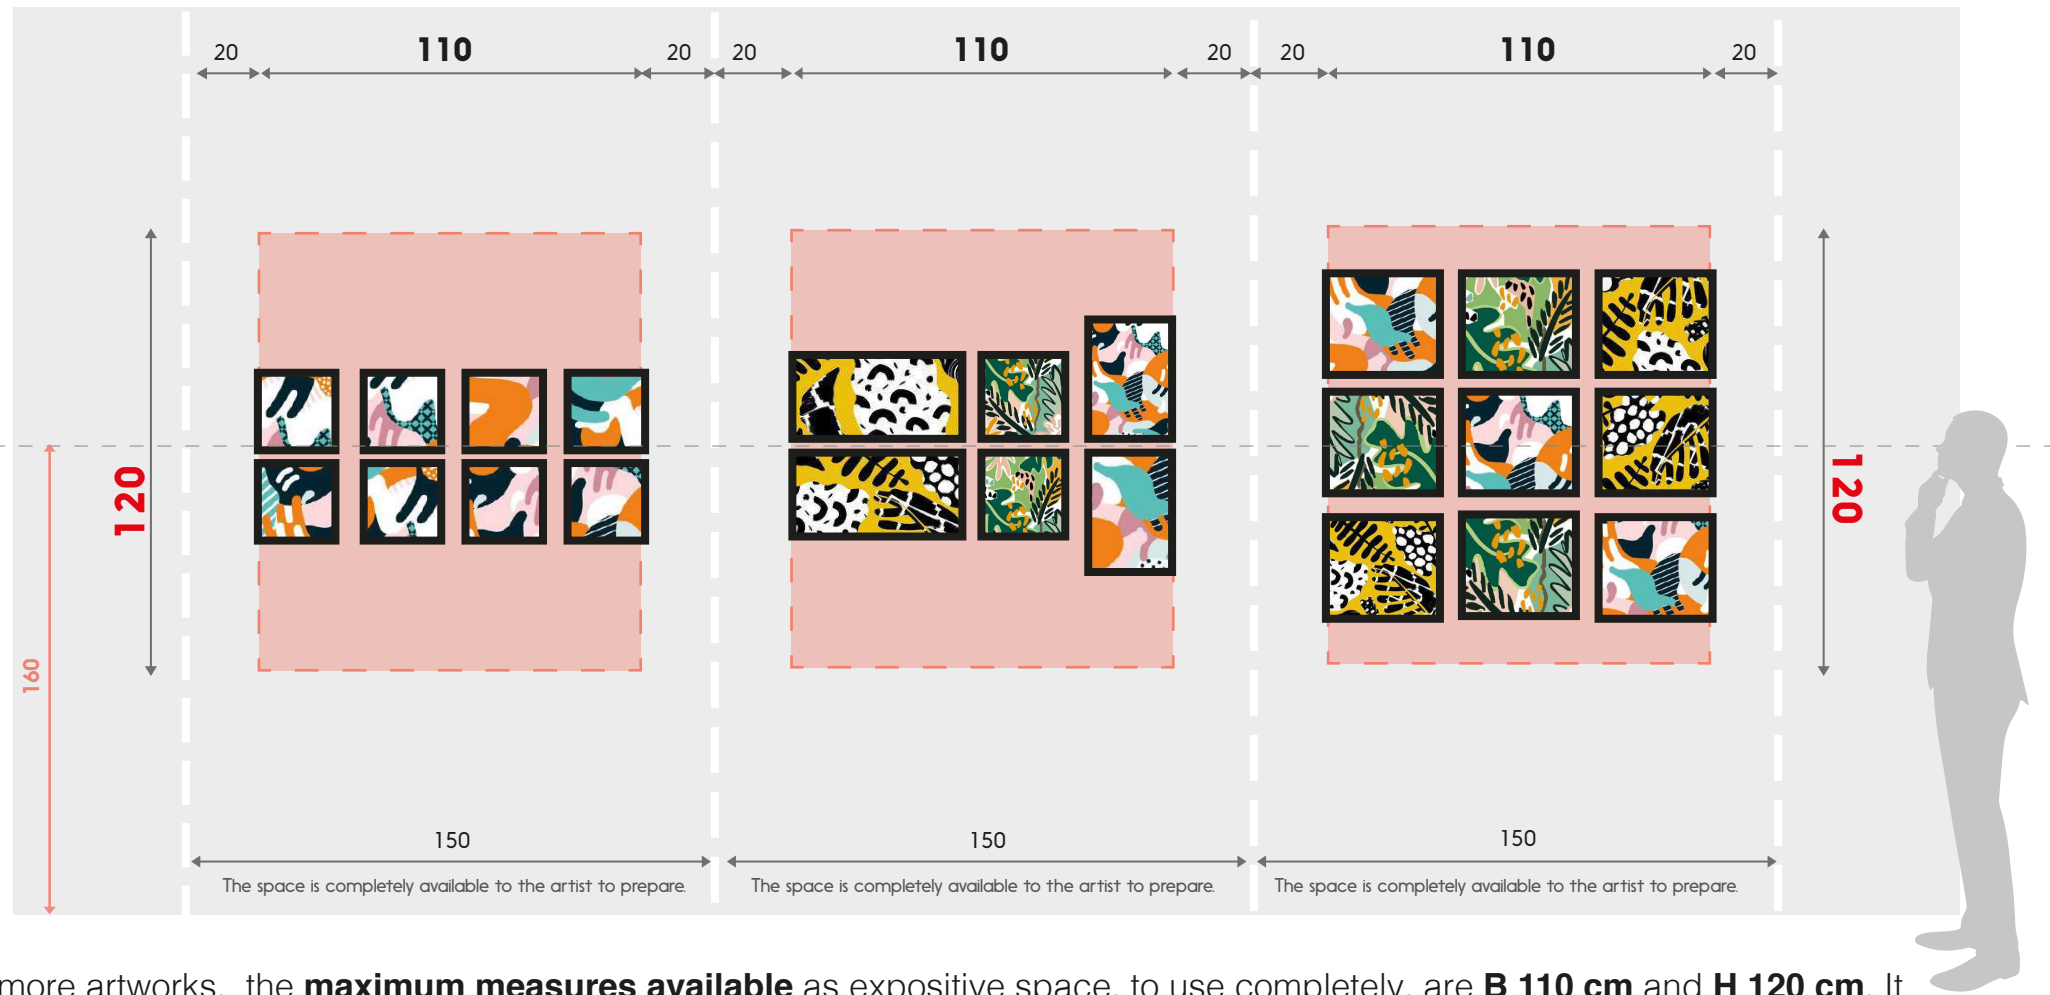 20 110 20 20 110 20 20 110 20
120 120
160
150 150 150
The space is completely available to the artist to prepare. The space is completely available to the artist to prepare. The space is completely available to the artist to prepare.
more artworks, the maximum measures available as expositive space, to use completely, are B 110 cm and H 120 cm. It